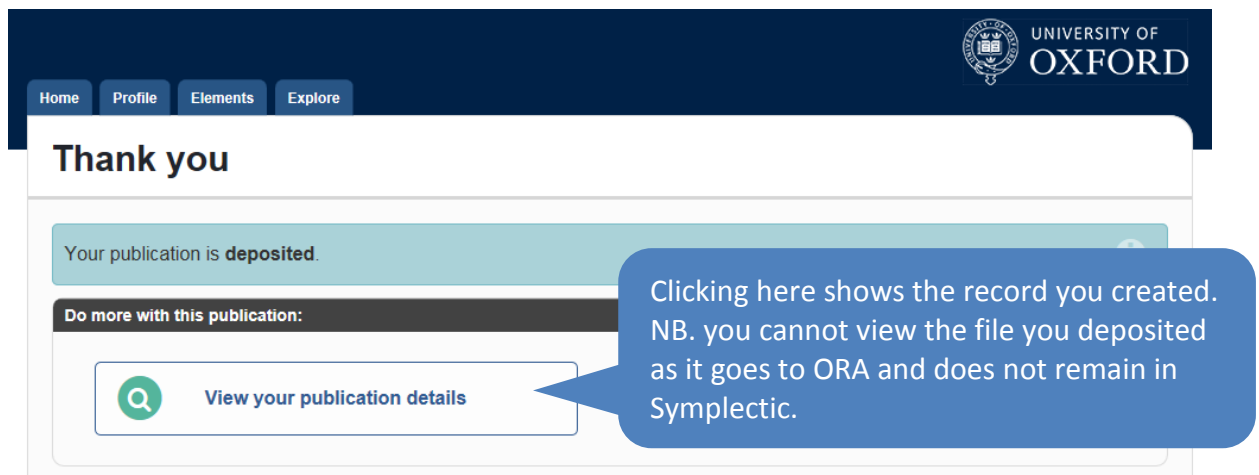 UNIVERSITY OF
OXFORD
Home Profile Elements Explore
Thank you
Your publication is deposited.
Do more with this publication:
View your publication details
Clicking here shows the record you created.
NB. you cannot view the file you deposited
as it goes to ORA and does not remain in
Symplectic.